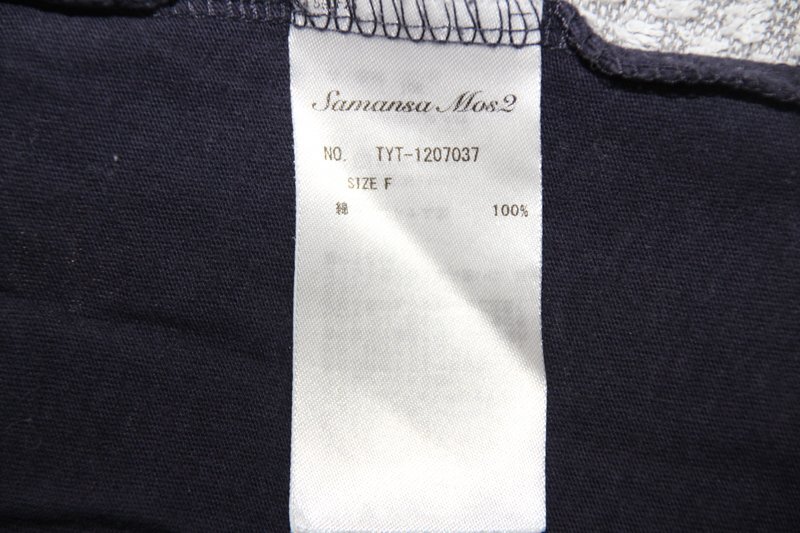 Samansa Mos2
NO. TYT-1207037
SIZE F
綿 100%